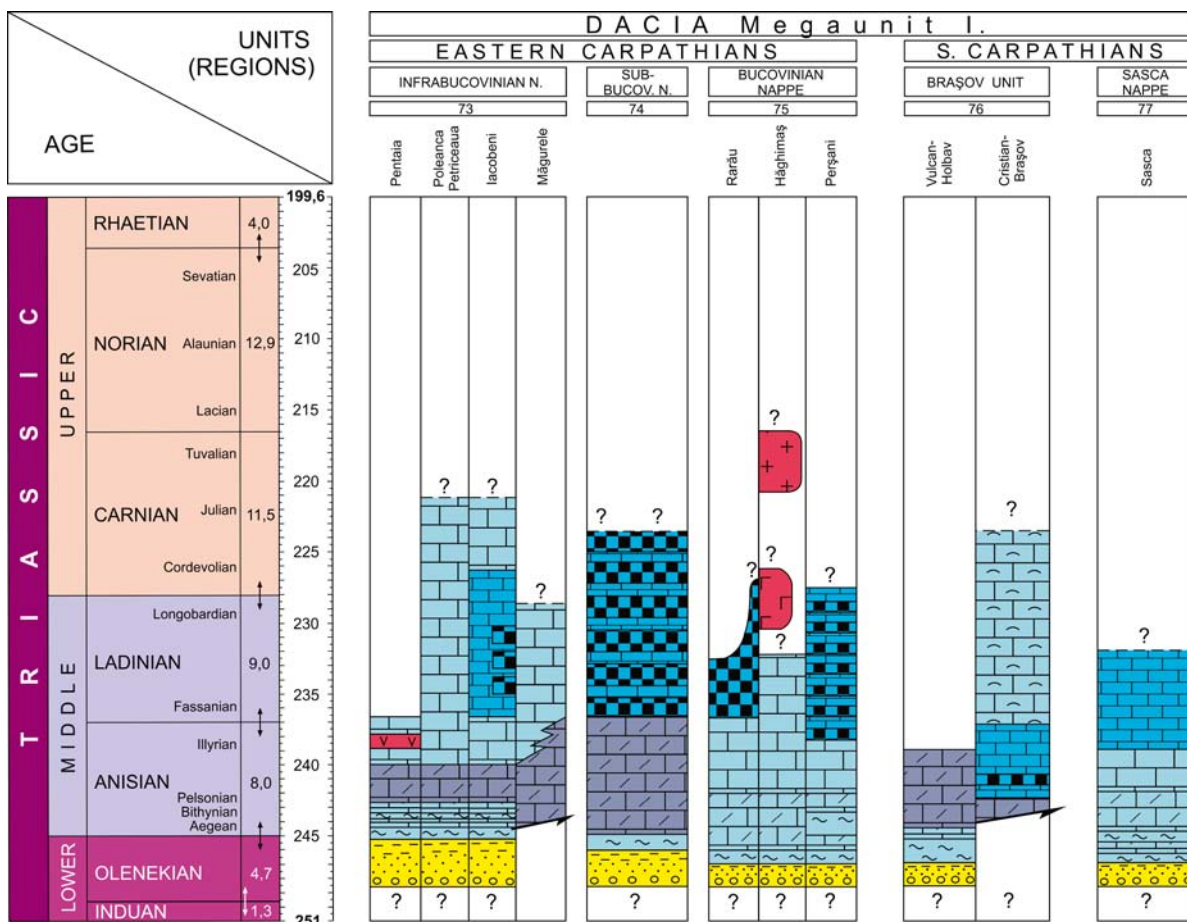 DACIA Megaunit I.
UNITS
(REGIONS)
AGE
EASTERN CARPATHIANS
S. CARPATHIANS
INFRABUCOVINIAN N.
SUB-
BUCOV. N.
BUCOVINIAN
NAPPE
BRAŞOV UNIT
SASCA
NAPPE
73
74
75
76
77
Pentaia
Poleanca
Petriceaua
Iacobeni
Măgurele
Rarău
Hăghimaş
Perşani
Vulcan-
Holbav
Cristian-
Braşov
Sasca
TRIASSIC
UPPER
RHAETIAN
4,0
199,6
Sevatian
205
NORIAN
Alaunian
12,9
210
Lacian
215
?
Tuvalian
220
? ?
CARNIAN
Julian
11,5
? ?
?
225
Cordevolian
?
?
?
MIDDLE
Longobardian
230
?
?
LADINIAN
9,0
235
Fassanian
V V
Illyrian
240
ANISIAN
8,0
Pelsonian
Bithynian
Aegean
245
LOWER
OLENEKIAN
4,7
INDUAN
1,3
251
? ? ? ? ? ? ? ? ? ?